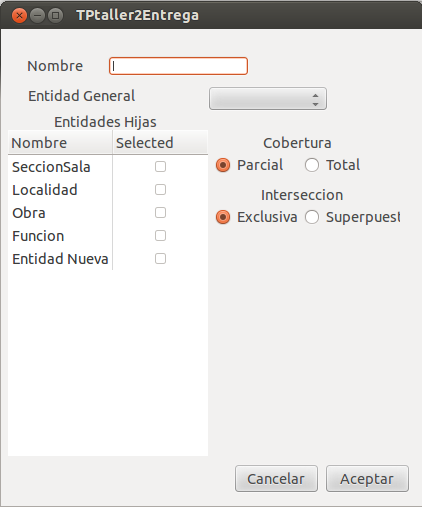 TPtaller2Entrega
Nombre
Entidad General
Entidades Hijas
Nombre Selected
SeccionSala
Localidad
Obra
Funcion
Entidad Nueva
Cobertura
Parcial Total
Interseccion
Exclusiva Superpuest
Cancelar Aceptar